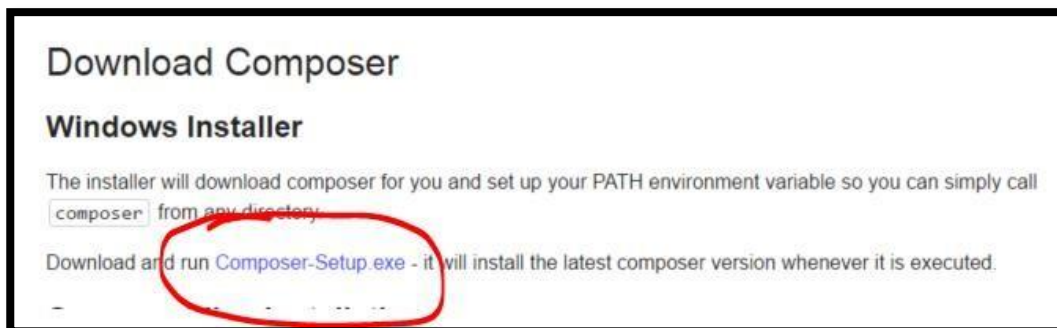 Download Composer
Windows Installer
The installer will download composer for you and set up your PATH environment variable so you can simply call
composer from any directory.
Download and run Composer-Setup.exe - it will install the latest composer version whenever it is executed.